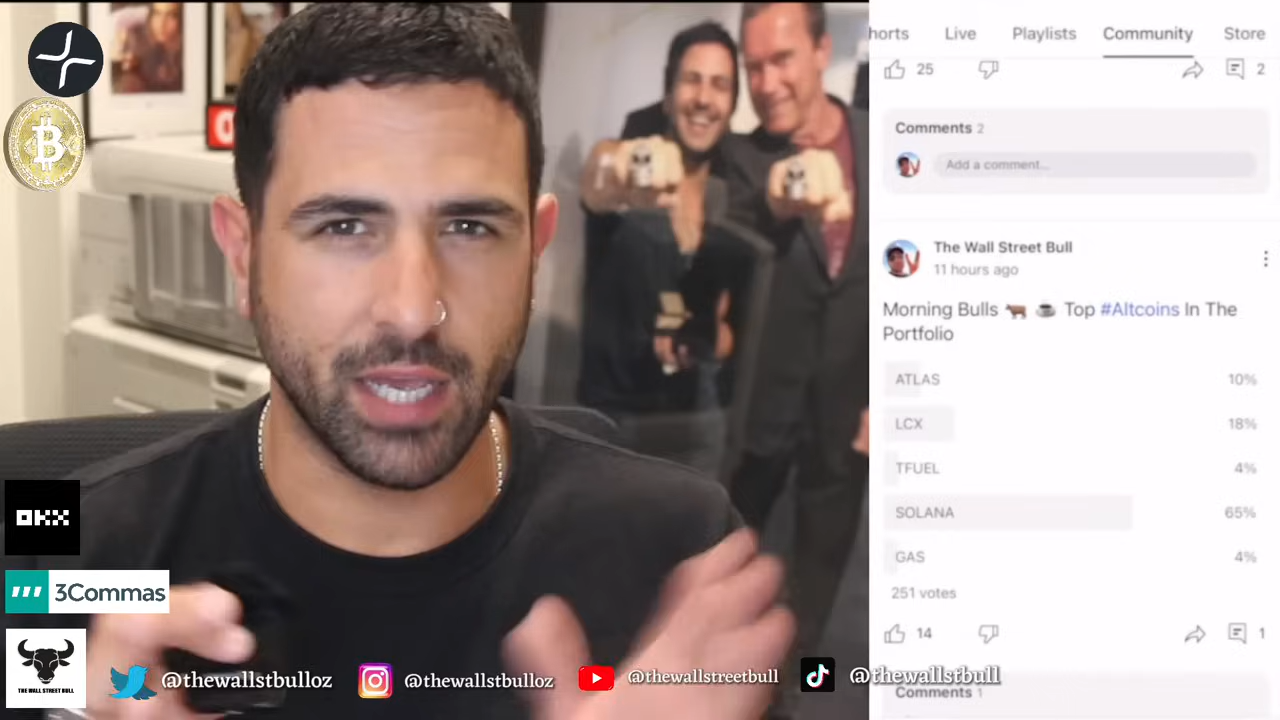 horts Live Playlists Community Store
25 2
Comments 2
Add a comment...
The Wall Street Bull
11 hours ago
Morning Bulls Top #Altcoins In The
Portfolio
ATLAS 10%
LCX 18%
TFUEL 4%
SOLANA 65%
GAS 4%
251 votes
14 1
Comments 1
OKX
3Commas
THE WALL STREET BULL
@thewallstbulloz @thewallstbulloz @thewallstreetbull @thewallstbull